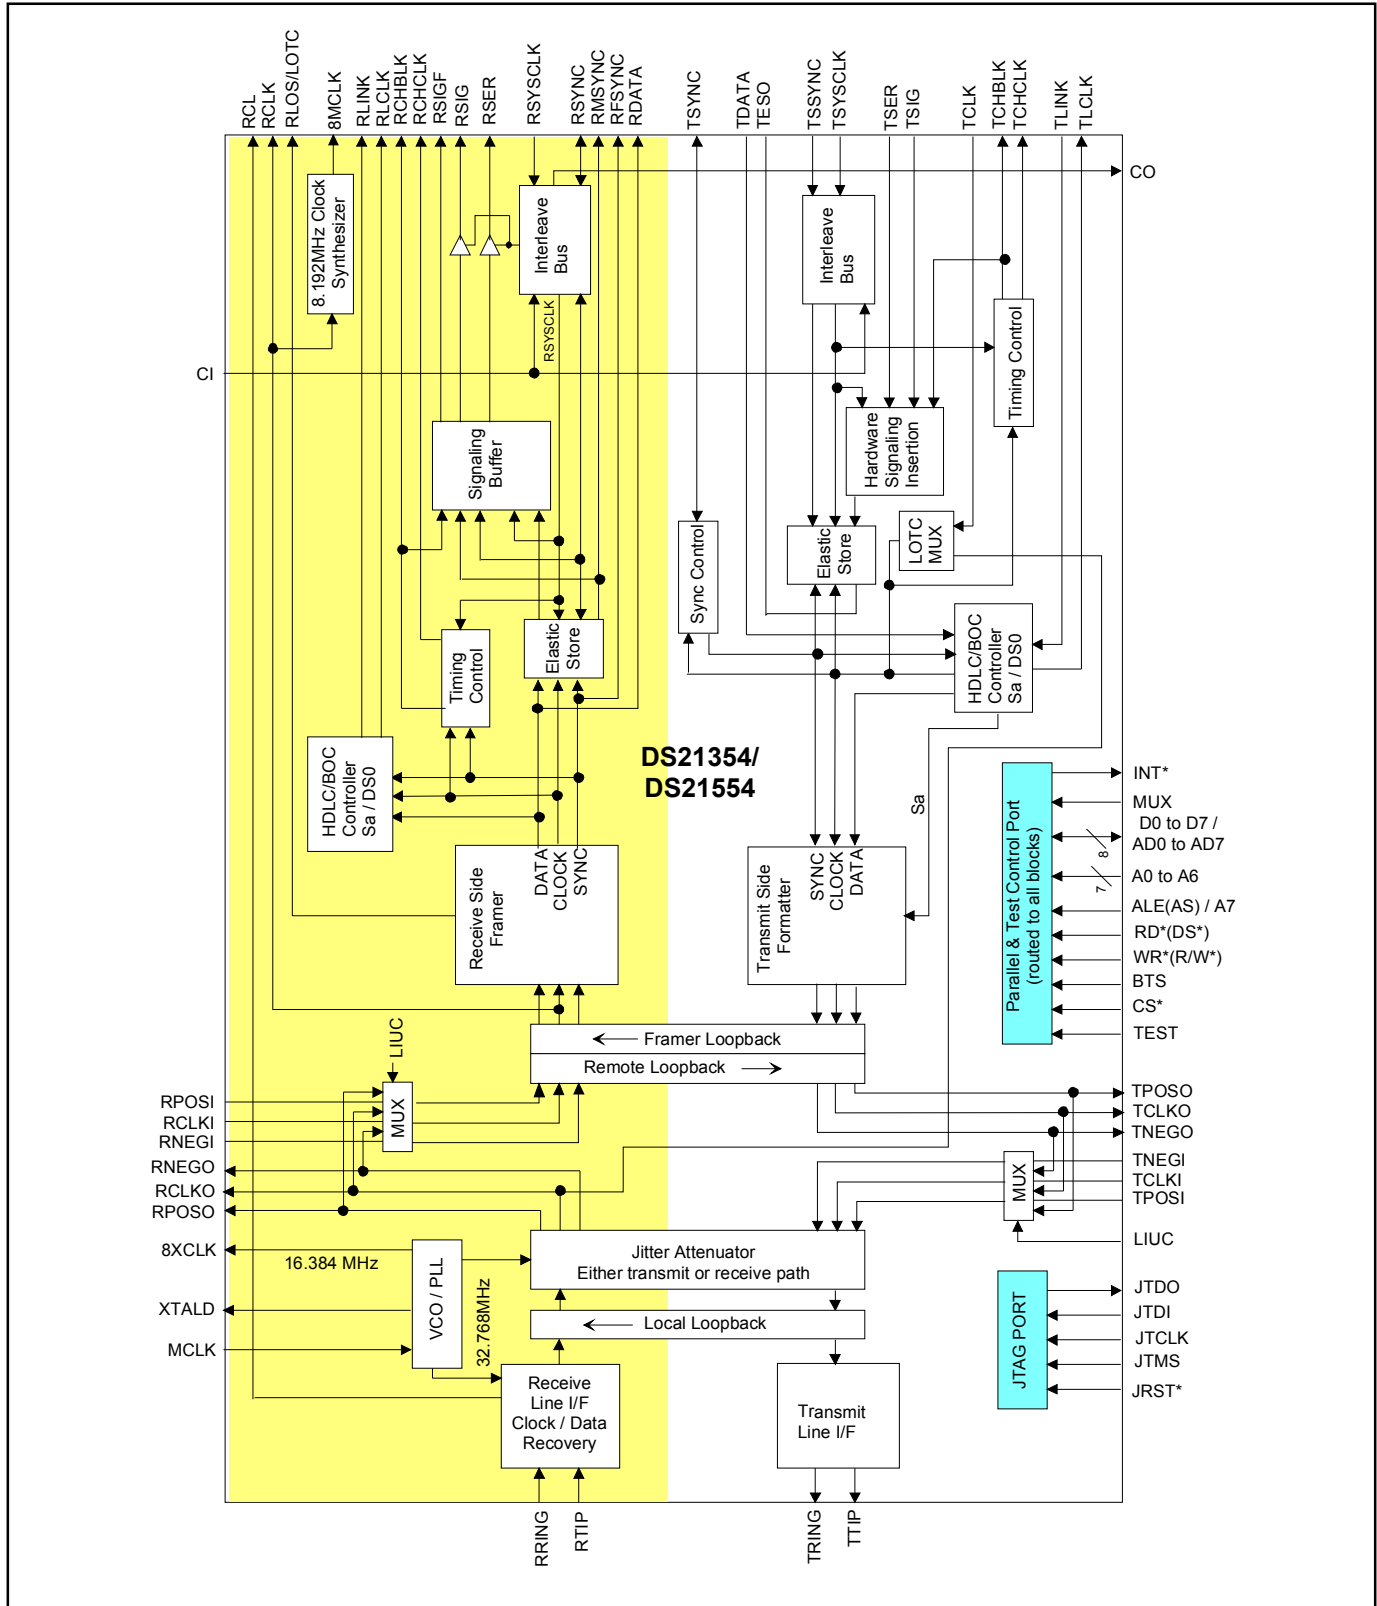 RCL
RCLK
RLOS/LOTC
8MCLK
RLINK
RLCLK
RCHBLK
RCHCLK
RSIGF
RSIG
RSER
RSYSCLK
RSYNC
RMSYNC
RFSYNC
RDATA
TSYNC
TDATA
TESO
TSSYNC
TSYSCLK
TSER
TSIG
TCLK
TCHBLK
TCHCLK
TLINK
TLCLK
CO
8.192MHz Clock
Synthesizer
Interleave
Bus
Interleave
Bus
RSYSCLK
Timing Control
CI
Signaling
Buffer
Hardware
Signaling
Insertion
Sync Control
Elastic
Store
LOTC
MUX
Timing
Control
Elastic
Store
HDLC/BOC
Controller
Sa / DS0
HDLC/BOC
Controller
Sa / DS0
DS21354/
DS21554
Sa
Receive Side
Framer
DATA
CLOCK
SYNC
Transmit Side
Formatter
SYNC
CLOCK
DATA
Parallel & Test Control Port
(routed to all blocks)
INT*
MUX
D0 to D7 /
AD0 to AD7
8
A0 to A6
7
ALE(AS) / A7
RD*(DS*)
WR*(R/W*)
BTS
CS*
TEST
Framer Loopback
Remote Loopback
LIUC
MUX
RPOSI
RCLKI
RNEGI
RNEGO
RCLKO
RPOSO
TPOSO
TCLKO
TNEGO
TNEGI
TCLKI
TPOSI
MUX
LIUC
8XCLK
16.384 MHz
XTALD
MCLK
VCO / PLL
32.768MHz
Jitter Attenuator
Either transmit or receive path
Local Loopback
Receive
Line I/F
Clock / Data
Recovery
Transmit
Line I/F
JTAG PORT
JTDO
JTDI
JTCLK
JTMS
JRST*
RRING
RTIP
TRING
TTIP